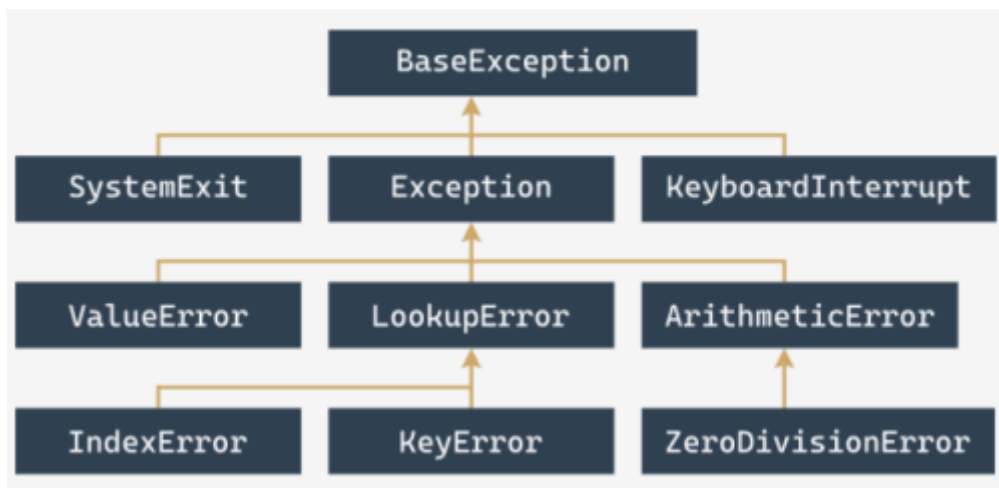 BaseException
SystemExit
Exception
KeyboardInterrupt
ValueError
LookupError
ArithmeticError
IndexError
KeyError
ZeroDivisionError